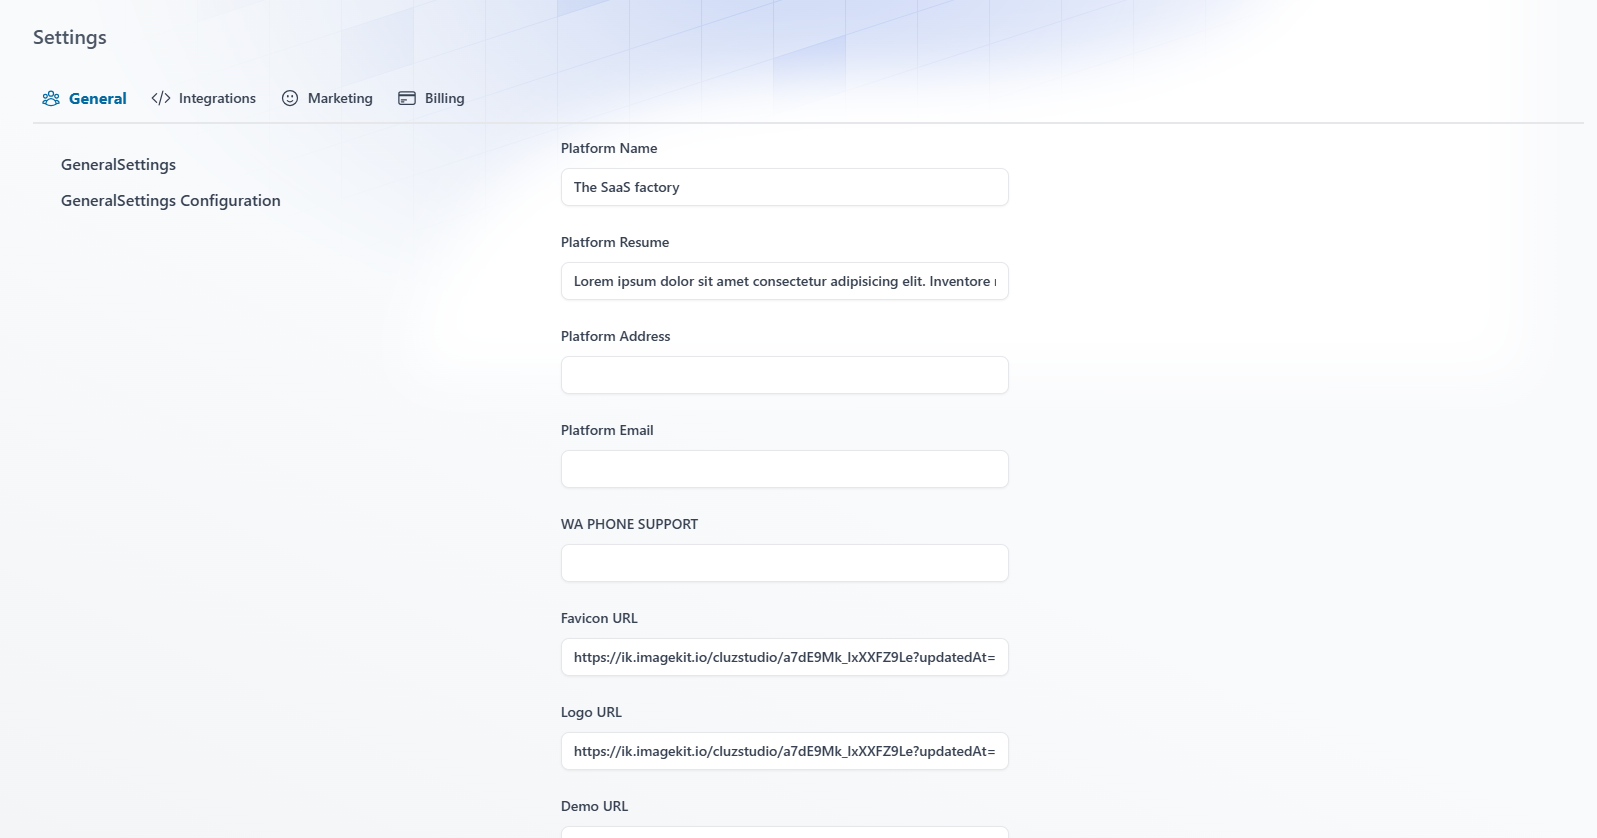 Settings
General
Integrations
Marketing
Billing
GeneralSettings
GeneralSettings Configuration
Platform Name
The SaaS factory
Platform Resume
Lorem ipsum dolor sit amet consectetur adipisicing elit. Inventore
Platform Address
Platform Email
WA PHONE SUPPORT
Favicon URL
https://ik.imagekit.io/cluzstudio/a7dE9Mk_lxXXFZ9Le?updatedAt=
Logo URL
https://ik.imagekit.io/cluzstudio/a7dE9Mk_lxXXFZ9Le?updatedAt=
Demo URL